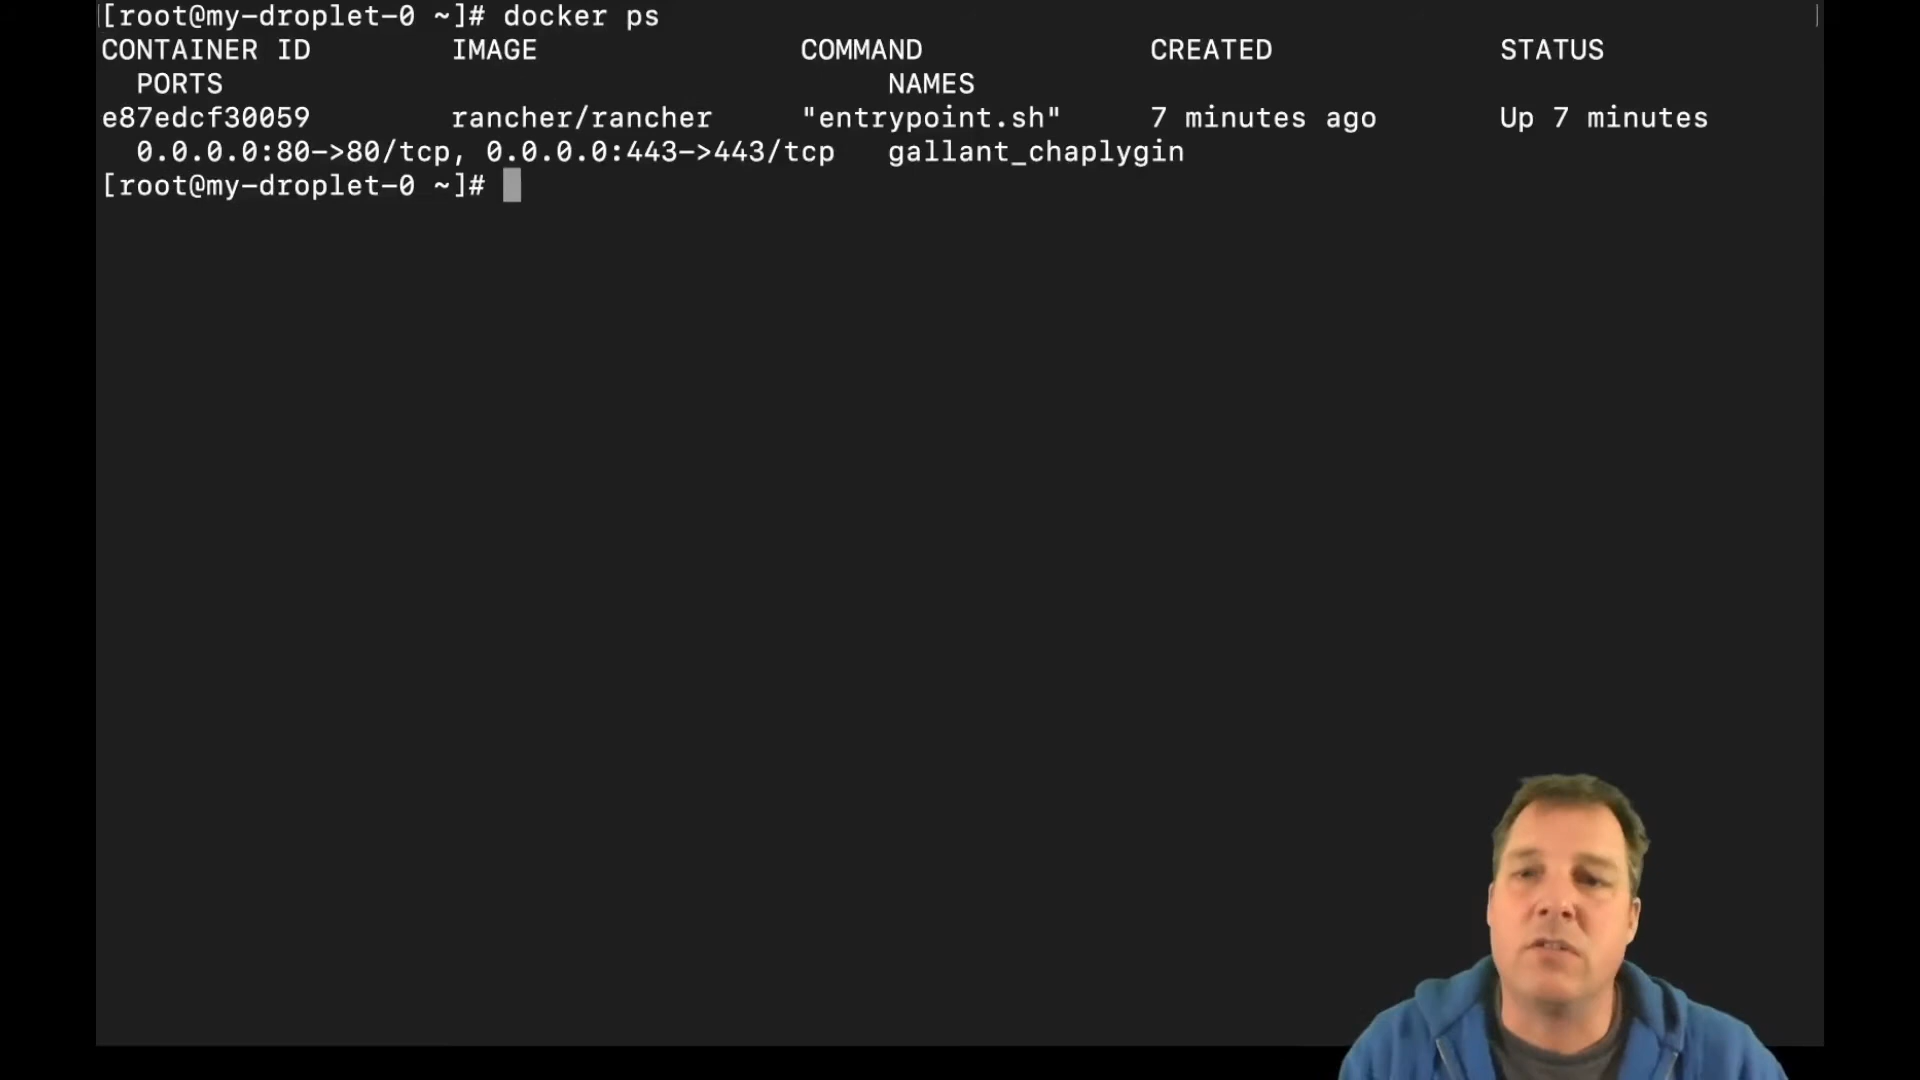 [root@my-droplet-0 ~]# docker ps
CONTAINER ID IMAGE COMMAND CREATED STATUS
PORTS NAMES
e87edcf30059 rancher/rancher "entrypoint.sh" 7 minutes ago Up 7 minutes
0.0.0.0:80->80/tcp, 0.0.0.0:443->443/tcp gallant_chaplygin
[root@my-droplet-0 ~]#